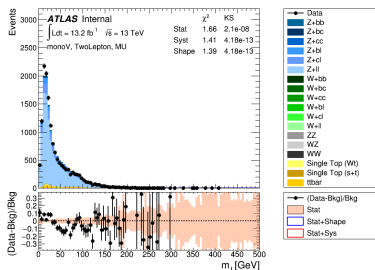 Events
ATLAS Internal
∫Ldt = 13.2 fb⁻¹ √s = 13 TeV
monoV, TwoLepton, MU
χ² KS
Stat 1.66 2.1e-08
Syst 1.41 4.18e-13
Shape 1.39 4.18e-13
3000
2500
2000
1500
1000
500
0
(Data-Bkg)/Bkg
0.3
0.2
0.1
0
−0.1
−0.2
−0.3
0 50 100 150 200 250 300 350 400 450 500
[GeV]
Data
Z+bb
Z+bc
Z+cc
Z+bl
Z+cl
Z+ll
W+bb
W+bc
W+cc
W+bl
W+cl
W+ll
ZZ
WZ
WW
Single Top (Wt)
Single Top (s+t)
ttbar
(Data-Bkg)/Bkg
Stat
Stat+Shape
Stat+Sys